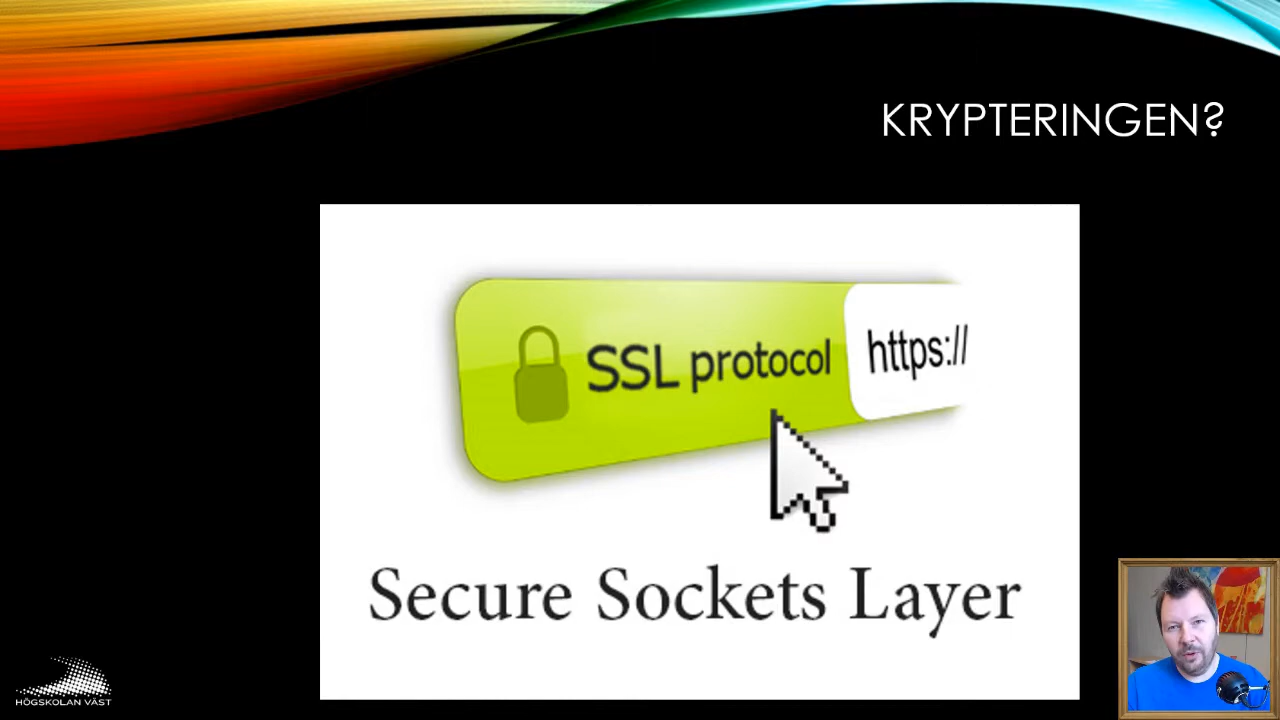 KRYPTERINGEN?
SSL protocol
https://
Secure Sockets Layer
HÖGSKOLAN VÄST